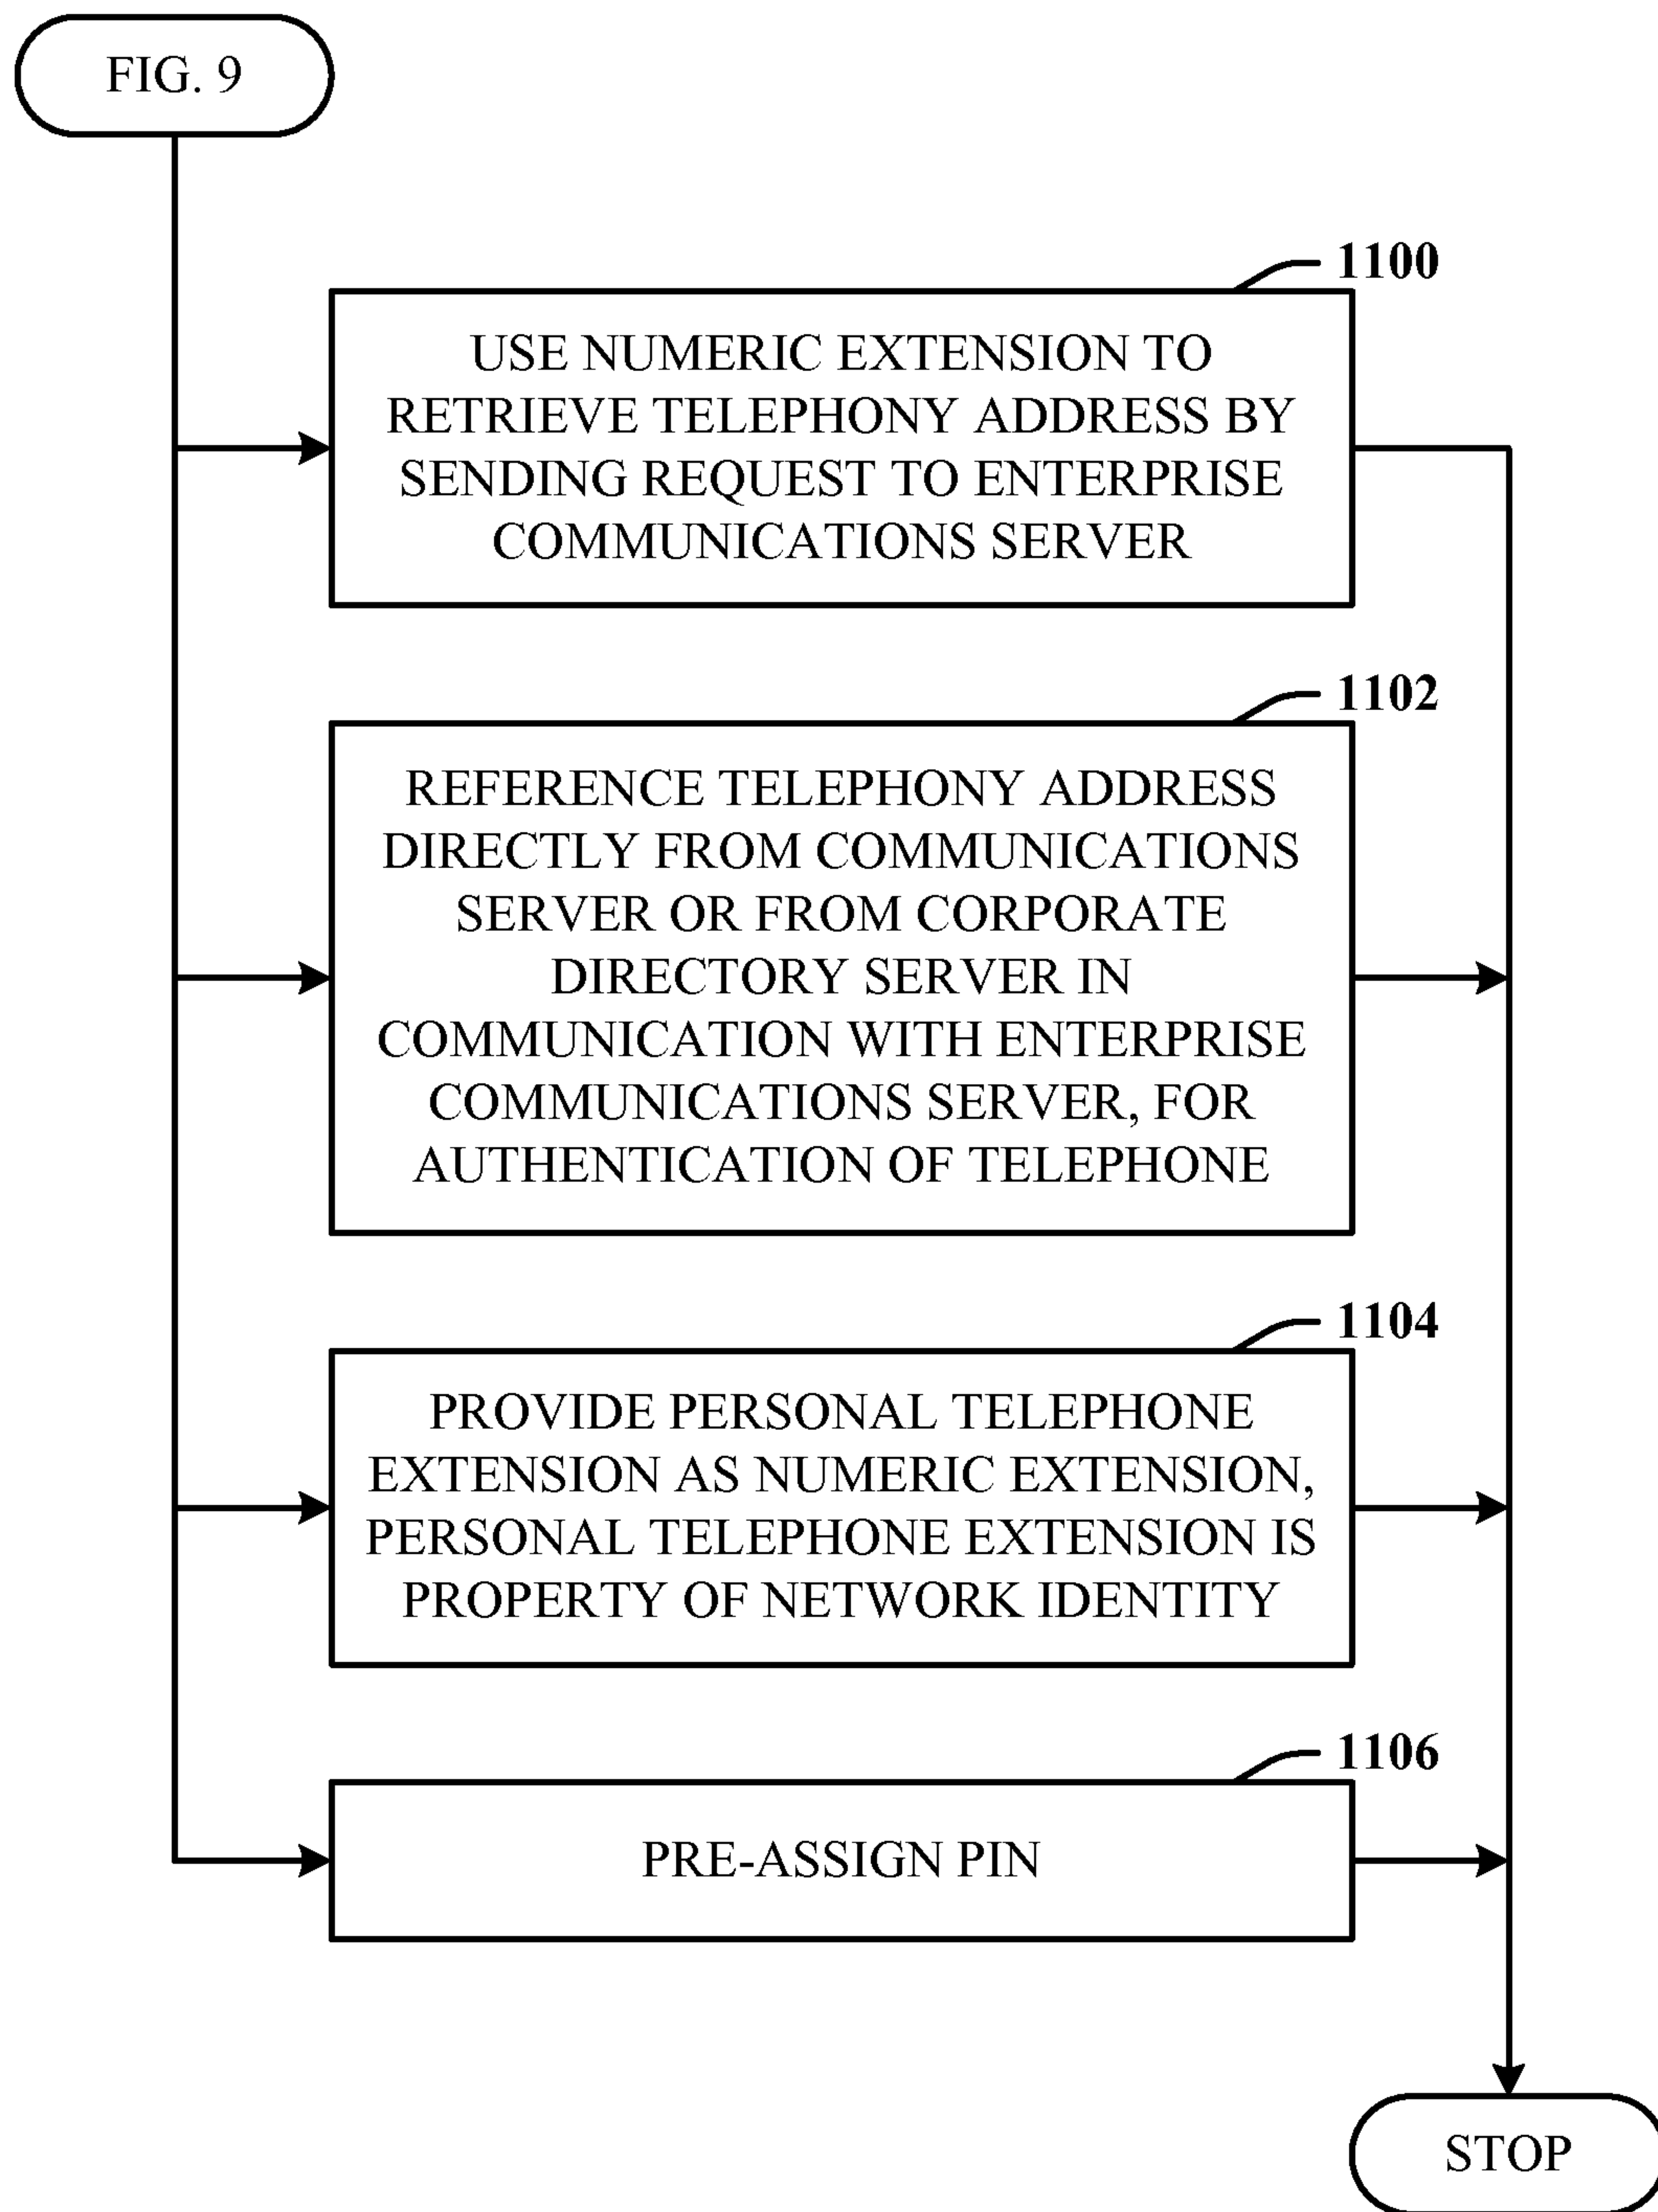 FIG. 9
1100
USE NUMERIC EXTENSION TO
RETRIEVE TELEPHONY ADDRESS BY
SENDING REQUEST TO ENTERPRISE
COMMUNICATIONS SERVER
1102
REFERENCE TELEPHONY ADDRESS
DIRECTLY FROM COMMUNICATIONS
SERVER OR FROM CORPORATE
DIRECTORY SERVER IN
COMMUNICATION WITH ENTERPRISE
COMMUNICATIONS SERVER, FOR
AUTHENTICATION OF TELEPHONE
1104
PROVIDE PERSONAL TELEPHONE
EXTENSION AS NUMERIC EXTENSION,
PERSONAL TELEPHONE EXTENSION IS
PROPERTY OF NETWORK IDENTITY
1106
PRE-ASSIGN PIN
STOP